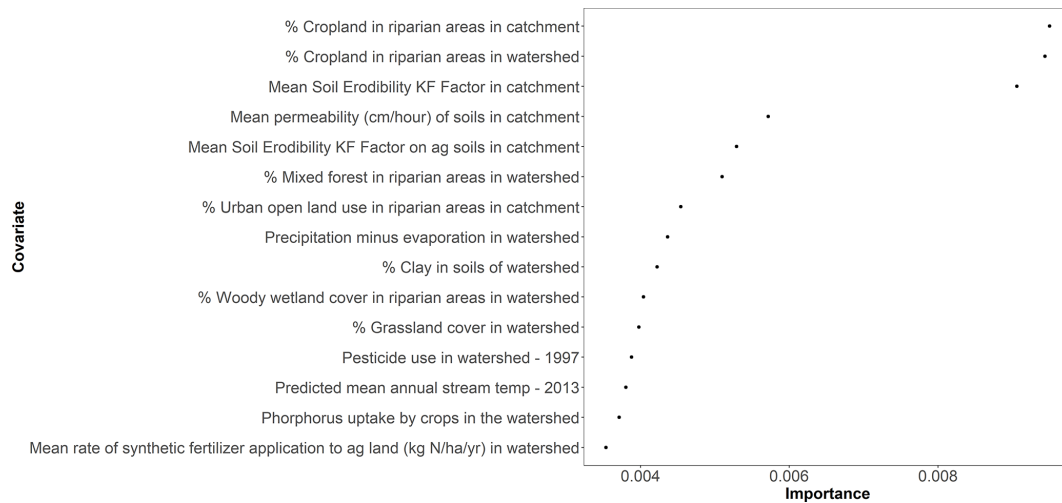 % Cropland in riparian areas in catchment
% Cropland in riparian areas in watershed
Mean Soil Erodibility KF Factor in catchment
Mean permeability (cm/hour) of soils in catchment
Mean Soil Erodibility KF Factor on ag soils in catchment
% Mixed forest in riparian areas in watershed
% Urban open land use in riparian areas in catchment
Precipitation minus evaporation in watershed
% Clay in soils of watershed
% Woody wetland cover in riparian areas in watershed
% Grassland cover in watershed
Pesticide use in watershed - 1997
Predicted mean annual stream temp - 2013
Phorphorus uptake by crops in the watershed
Mean rate of synthetic fertilizer application to ag land (kg N/ha/yr) in watershed
Covariate
0.004 0.006 0.008
Importance